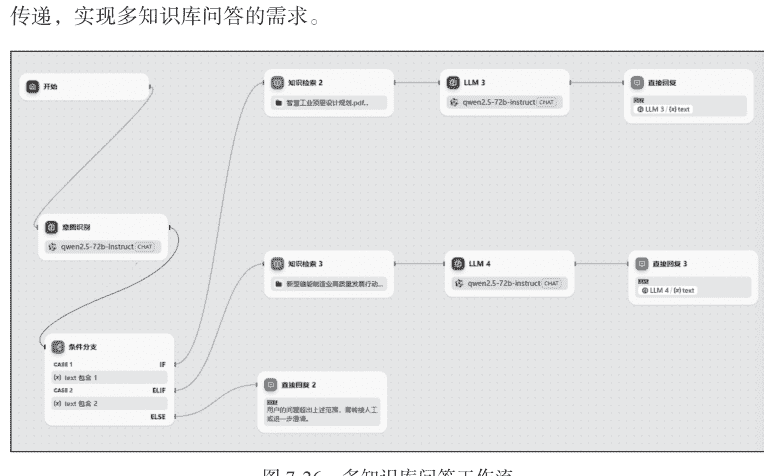 传递，实现多知识库问答的需求。
开始
知识检索 2
智慧工业顶层设计规划.pdf...
LLM 3
qwen2.5-72b-instruct CHAT
直接回复
回复
LLM 3 / {x} text
意图识别
qwen2.5-72b-instruct CHAT
知识检索 3
新型储能制造业高质量发展行动...
LLM 4
qwen2.5-72b-instruct CHAT
直接回复 3
回复
LLM 4 / {x} text
条件分支
CASE 1 IF
{x} text 包含 1
CASE 2 ELIF
{x} text 包含 2
ELSE
直接回复 2
回复
用户的问题超出上述范围，需转接人工
或进一步澄清。
图 7-26 多知识库问答工作流